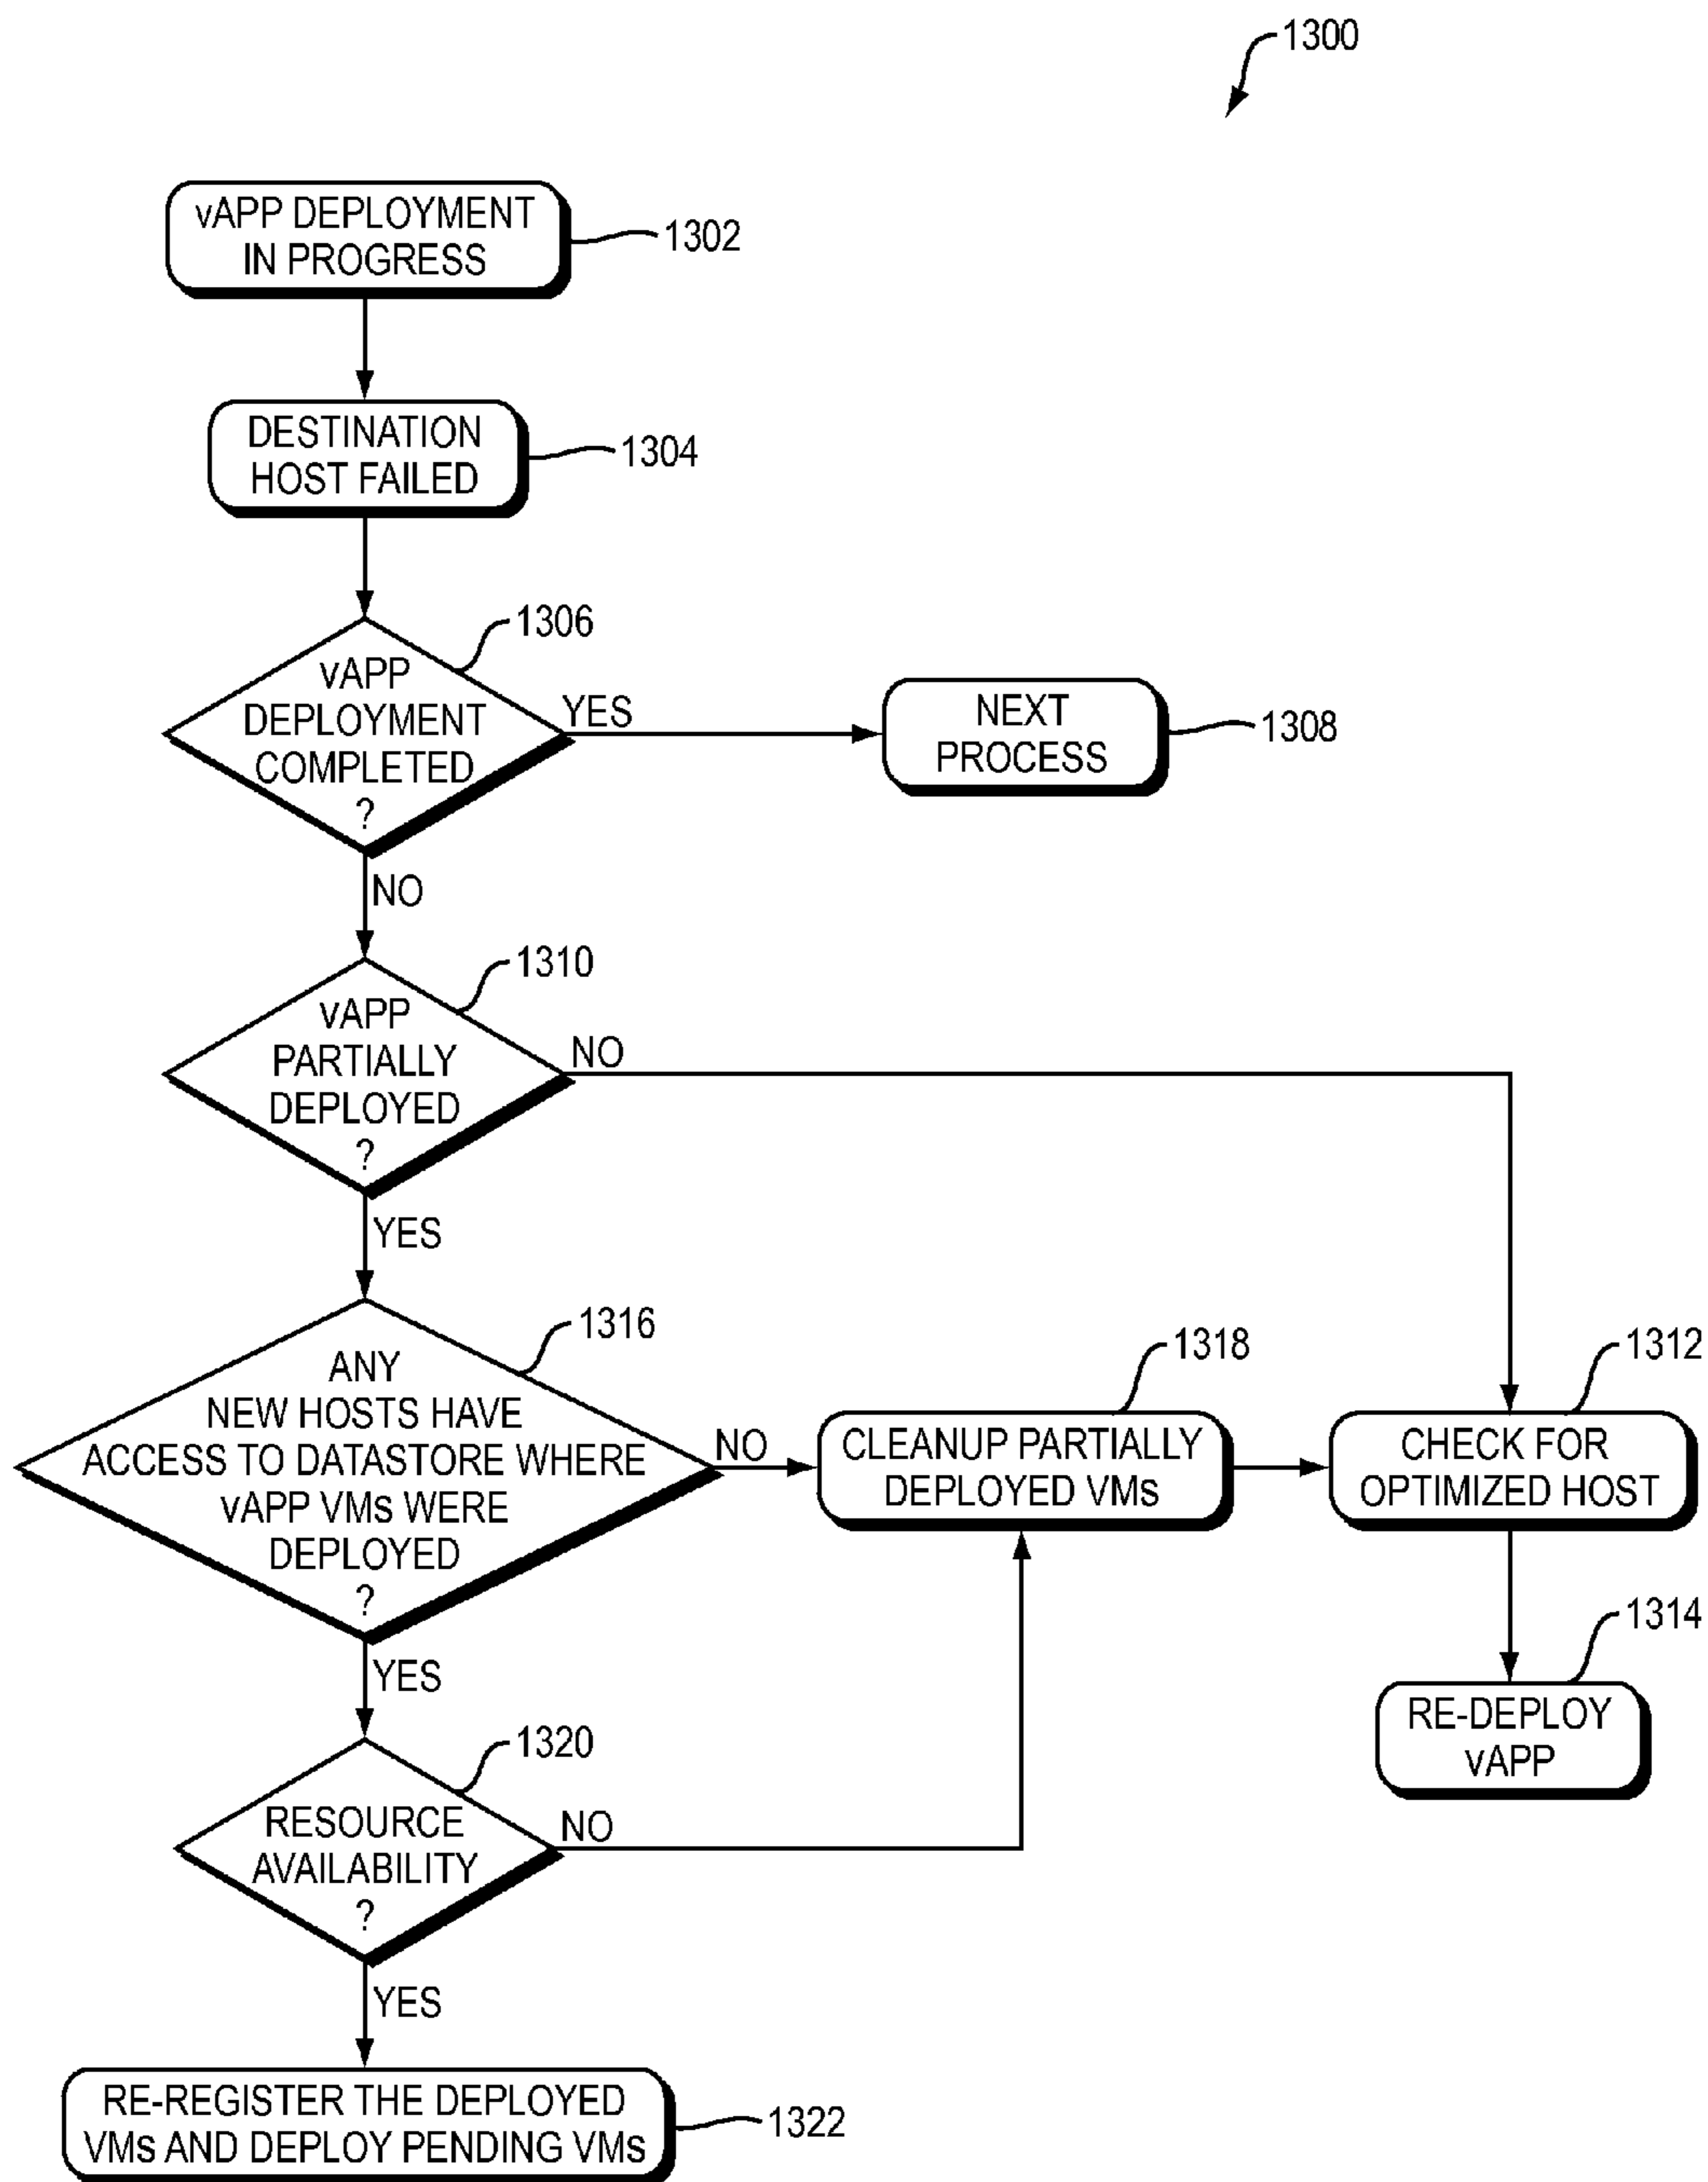 1300
vAPP DEPLOYMENT
IN PROGRESS
1302
DESTINATION
HOST FAILED
1304
1306
vAPP
DEPLOYMENT
COMPLETED
?
YES
NEXT
PROCESS
1308
NO
1310
vAPP
PARTIALLY
DEPLOYED
?
NO
YES
1316
ANY
NEW HOSTS HAVE
ACCESS TO DATASTORE WHERE
vAPP VMs WERE
DEPLOYED
?
NO
1318
CLEANUP PARTIALLY
DEPLOYED VMs
1312
CHECK FOR
OPTIMIZED HOST
1314
RE-DEPLOY
vAPP
YES
1320
RESOURCE
AVAILABILITY
?
NO
YES
RE-REGISTER THE DEPLOYED
VMs AND DEPLOY PENDING VMs
1322